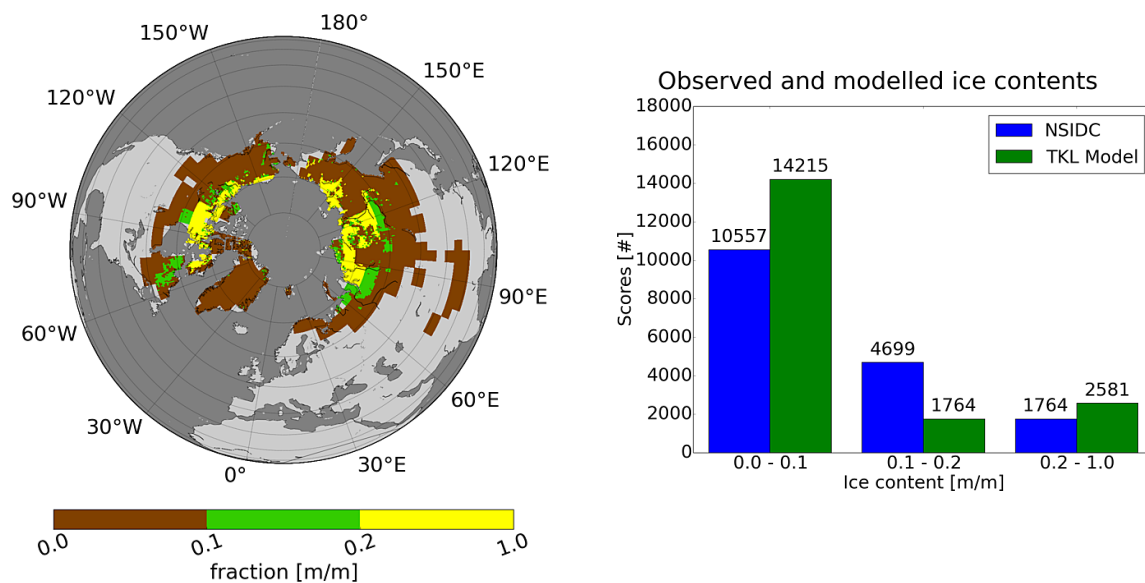 180°
150°W
150°E
120°W
120°E
90°W
90°E
60°W
60°E
30°W
30°E
0°
0.0
0.1
0.2
1.0
fraction [m/m]
Observed and modelled ice contents
18000
16000
14000
12000
10000
8000
6000
4000
2000
0
Scores [#]
NSIDC
TKL Model
10557
14215
4699
1764
1764
2581
0.0 - 0.1
0.1 - 0.2
0.2 - 1.0
Ice content [m/m]